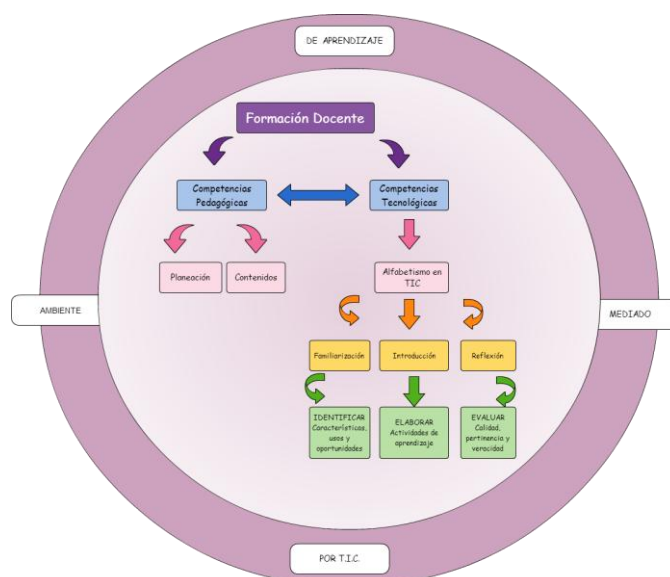 DE APRENDIZAJE
Formación Docente
Competencias
Pedagógicas
Competencias
Tecnológicas
Planeación
Contenidos
Alfabetismo en
TIC
AMBIENTE
MEDIADO
Familiarización
Introducción
Reflexión
IDENTIFICAR
Características,
usos y
oportunidades
ELABORAR
Actividades de
aprendizaje
EVALUAR
Calidad,
pertinencia y
veracidad
POR T.I.C.